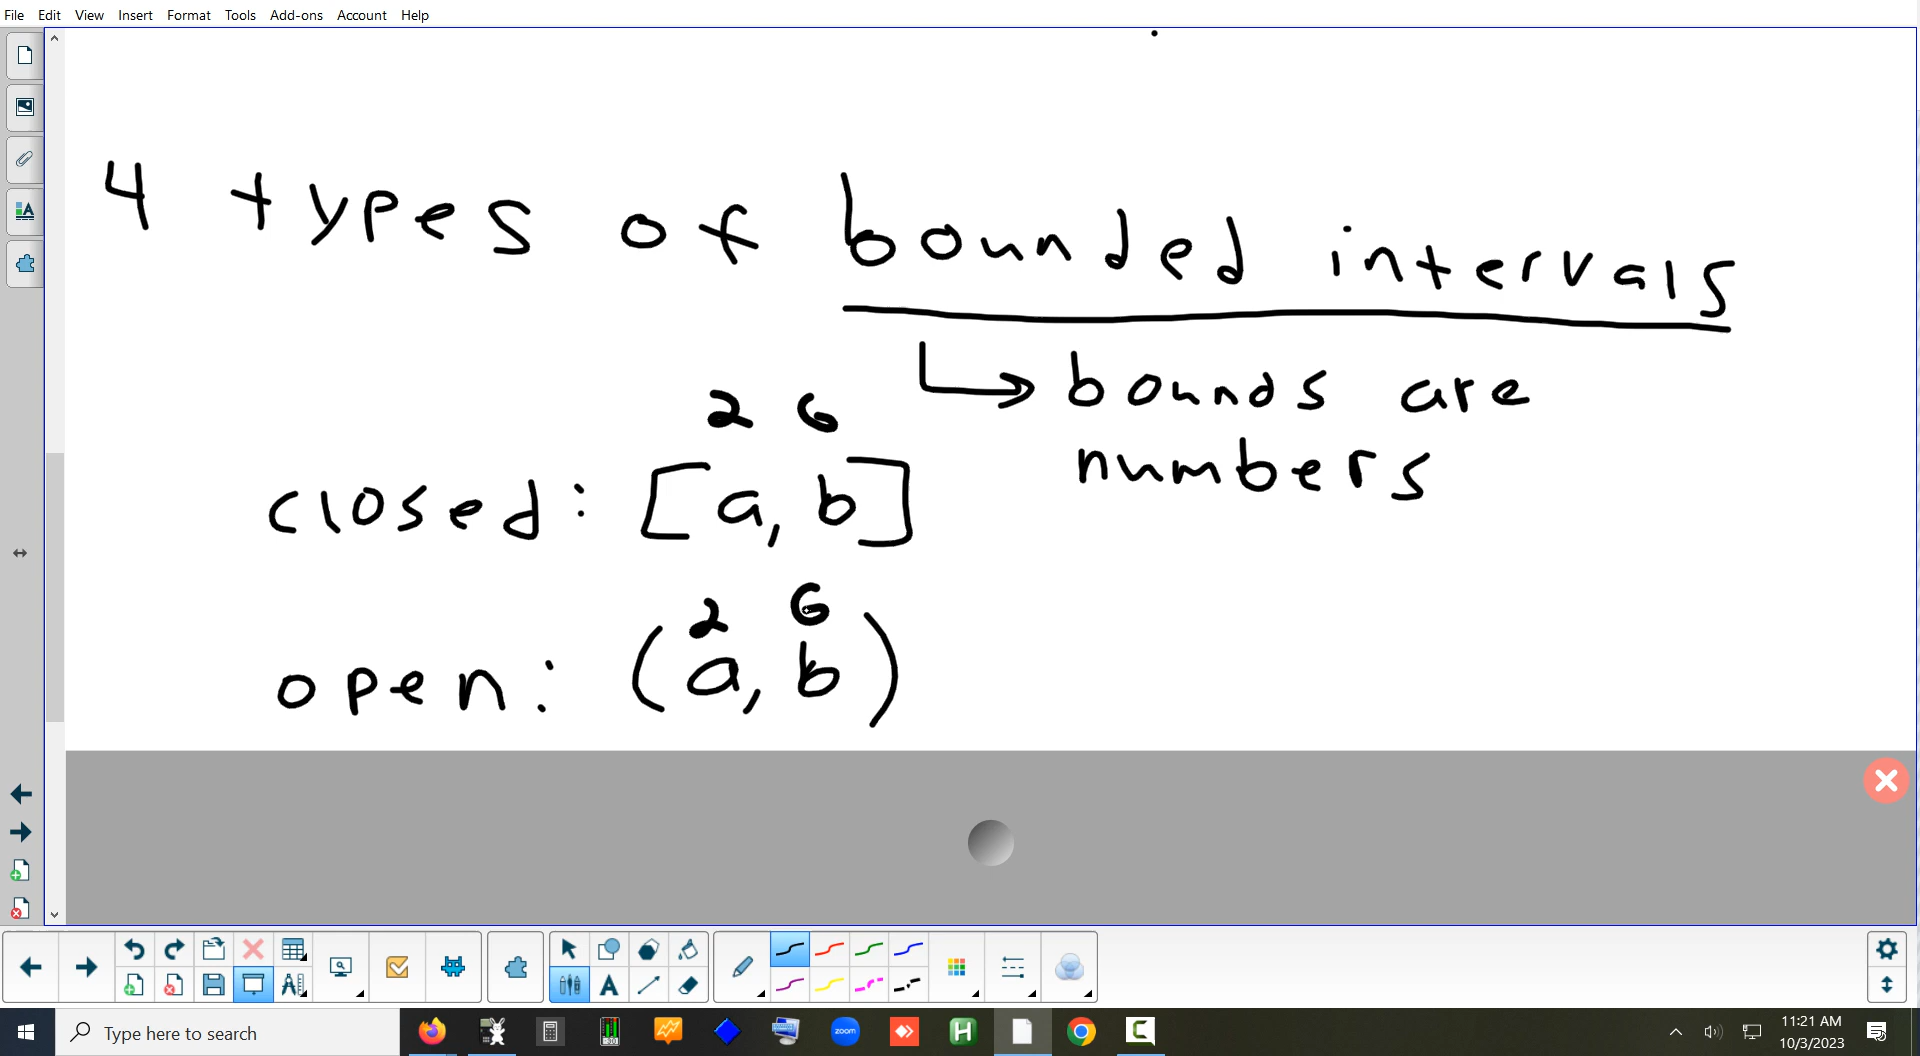 File Edit View Insert Format Tools Add-ons Account Help
4 types of bounded intervals
bounds are
numbers
2 6
closed: [a, b]
2 6
open: (a, b)
Type here to search
zoom
11:21 AM
10/3/2023